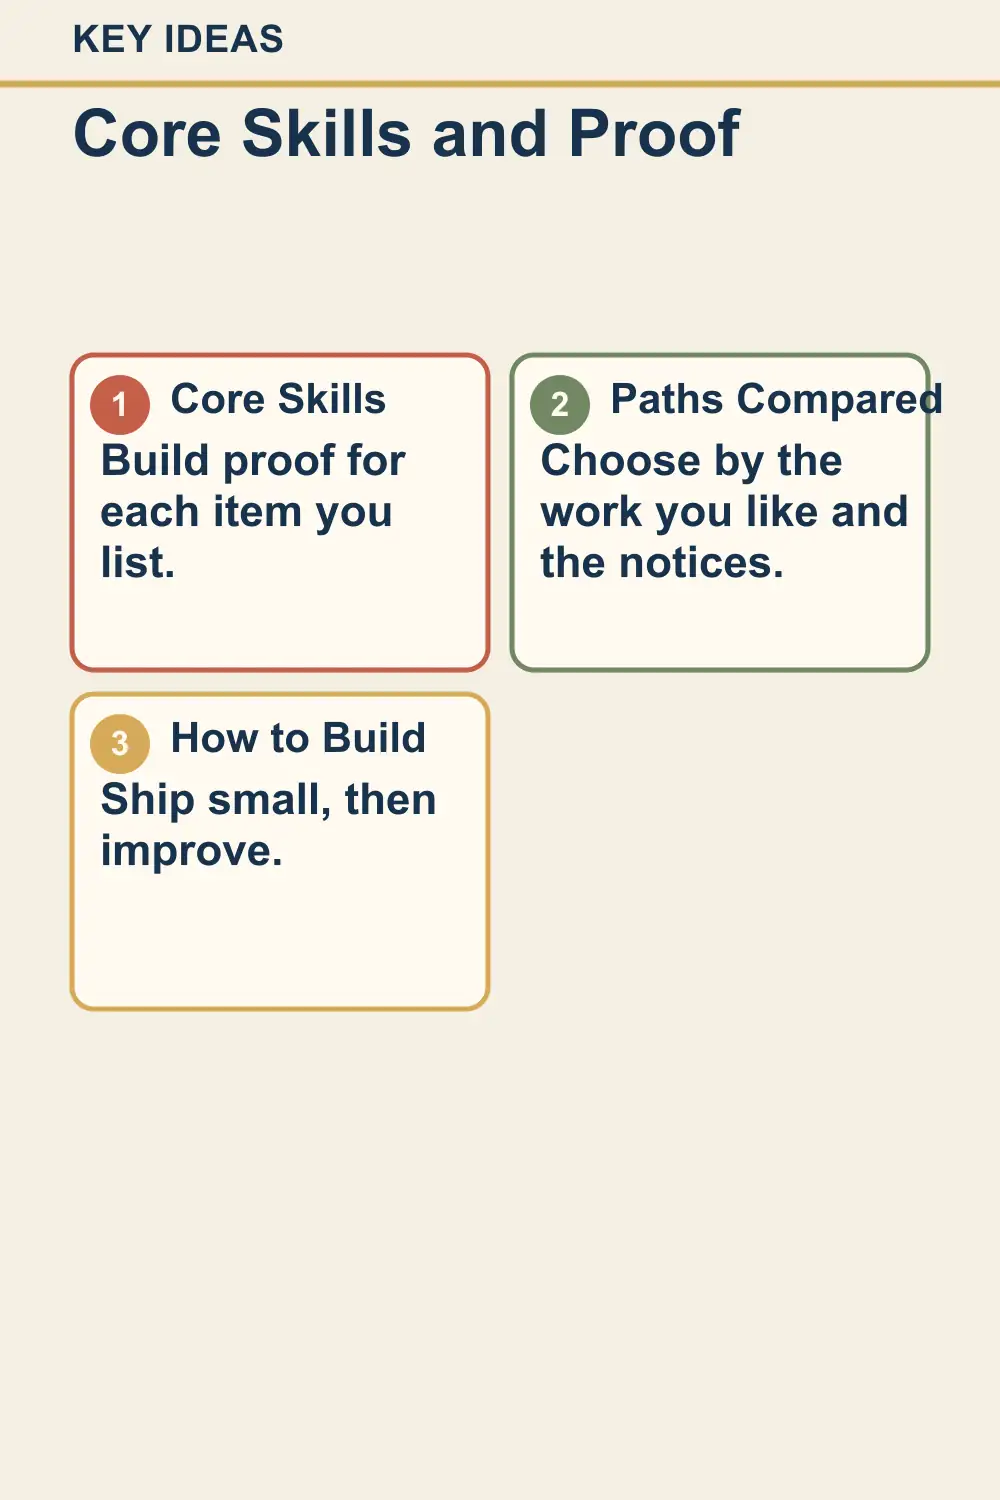 KEY IDEAS
Core Skills and Proof
1 Core Skills
Build proof for
each item you
list.
2 Paths Compared
Choose by the
work you like and
the notices.
3 How to Build
Ship small, then
improve.